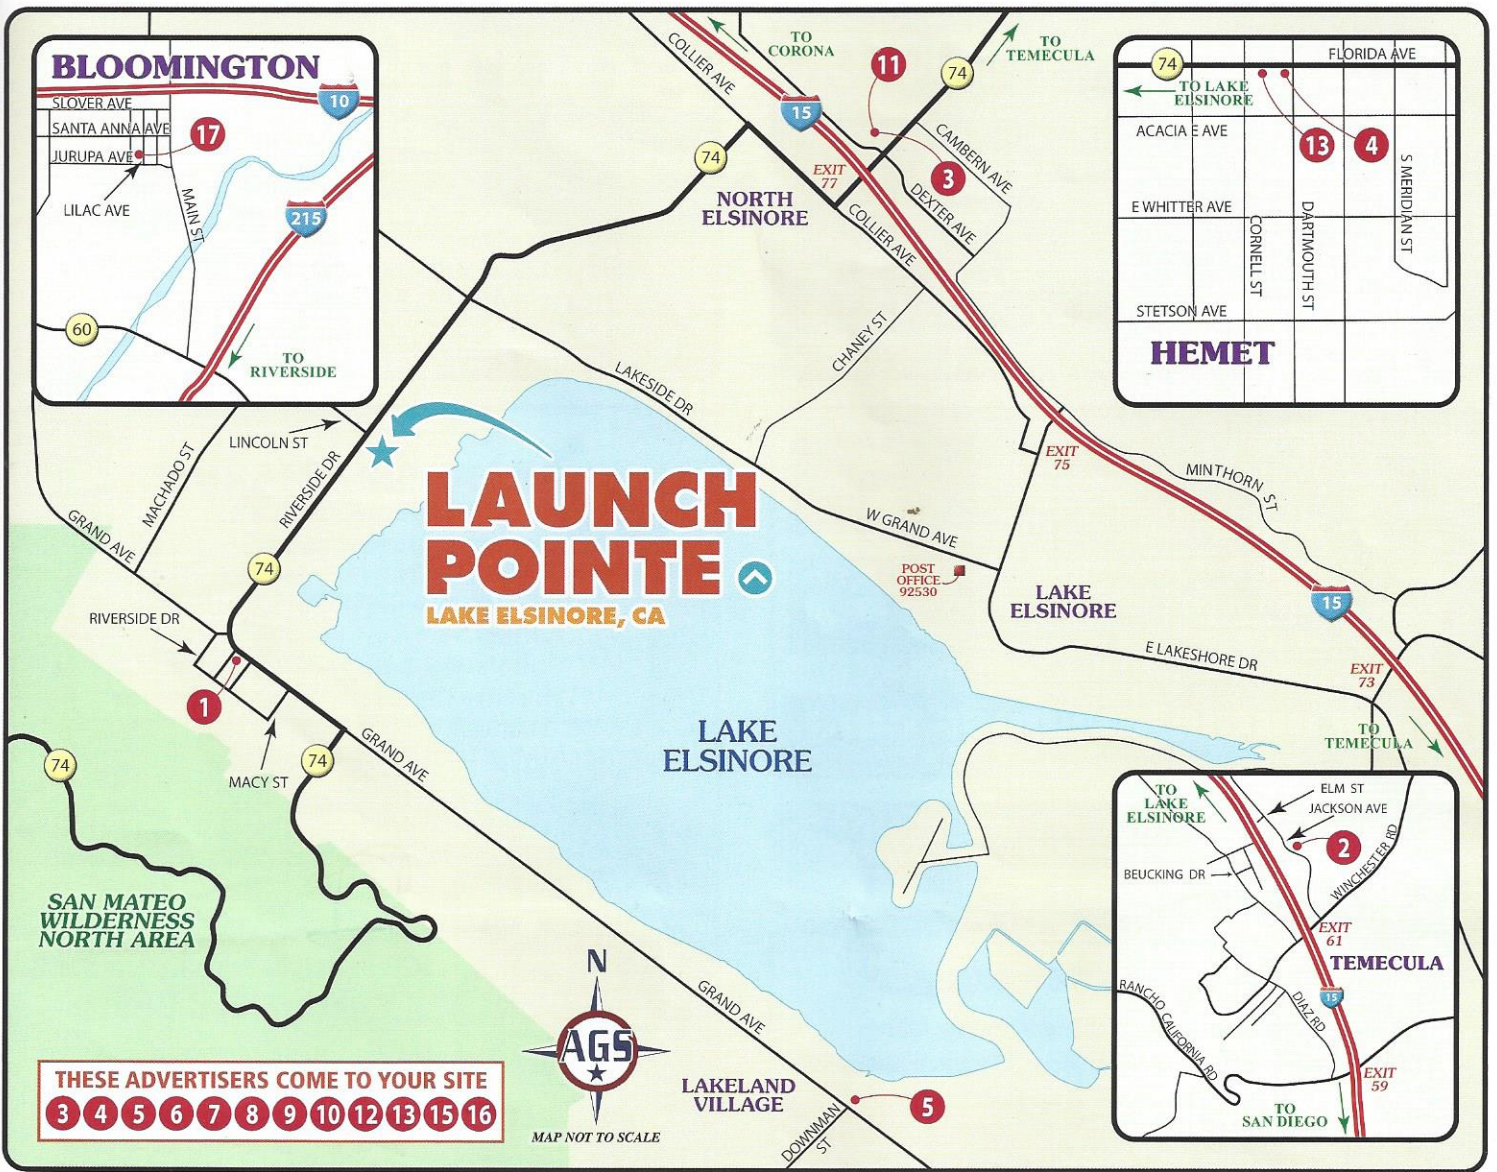 BLOOMINGTON
10
SLOVER AVE
SANTA ANNA AVE
17
JURUPA AVE
LILAC AVE
MAIN ST
215
60
TO
RIVERSIDE
COLLIER AVE
TO
CORONA
11
74
TO
TEMECULA
15
74
EXIT
77
CAMBERN AVE
3
DEXTER AVE
NORTH
ELSINORE
COLLIER AVE
FLORIDA AVE
74
TO LAKE
ELSINORE
ACACIA E AVE
13
4
S MERIDIAN ST
E WHITTER AVE
CORNELL ST
DARTMOUTH ST
STETSON AVE
HEMET
LAKESIDE DR
CHANEY ST
LINCOLN ST
MACHADO ST
RIVERSIDE DR
GRAND AVE
74
LAUNCH
POINTE
LAKE ELSINORE, CA
W GRAND AVE
POST
OFFICE
92530
EXIT
75
MINTHORN ST
LAKE
ELSINORE
15
E LAKESHORE DR
EXIT
73
TO
TEMECULA
RIVERSIDE DR
1
MACY ST
74
74
GRAND AVE
LAKE
ELSINORE
SAN MATEO
WILDERNESS
NORTH AREA
TO
LAKE
ELSINORE
ELM ST
JACKSON AVE
2
BEUCKING DR
WINCHESTER RD
EXIT
61
TEMECULA
15
RANCHO CALIFORNIA RD
DIAZ RD
EXIT
59
TO
SAN DIEGO
GRAND AVE
N
AGS
MAP NOT TO SCALE
LAKELAND
VILLAGE
5
DOWNMAN
ST
THESE ADVERTISERS COME TO YOUR SITE
3 4 5 6 7 8 9 10 12 13 15 16